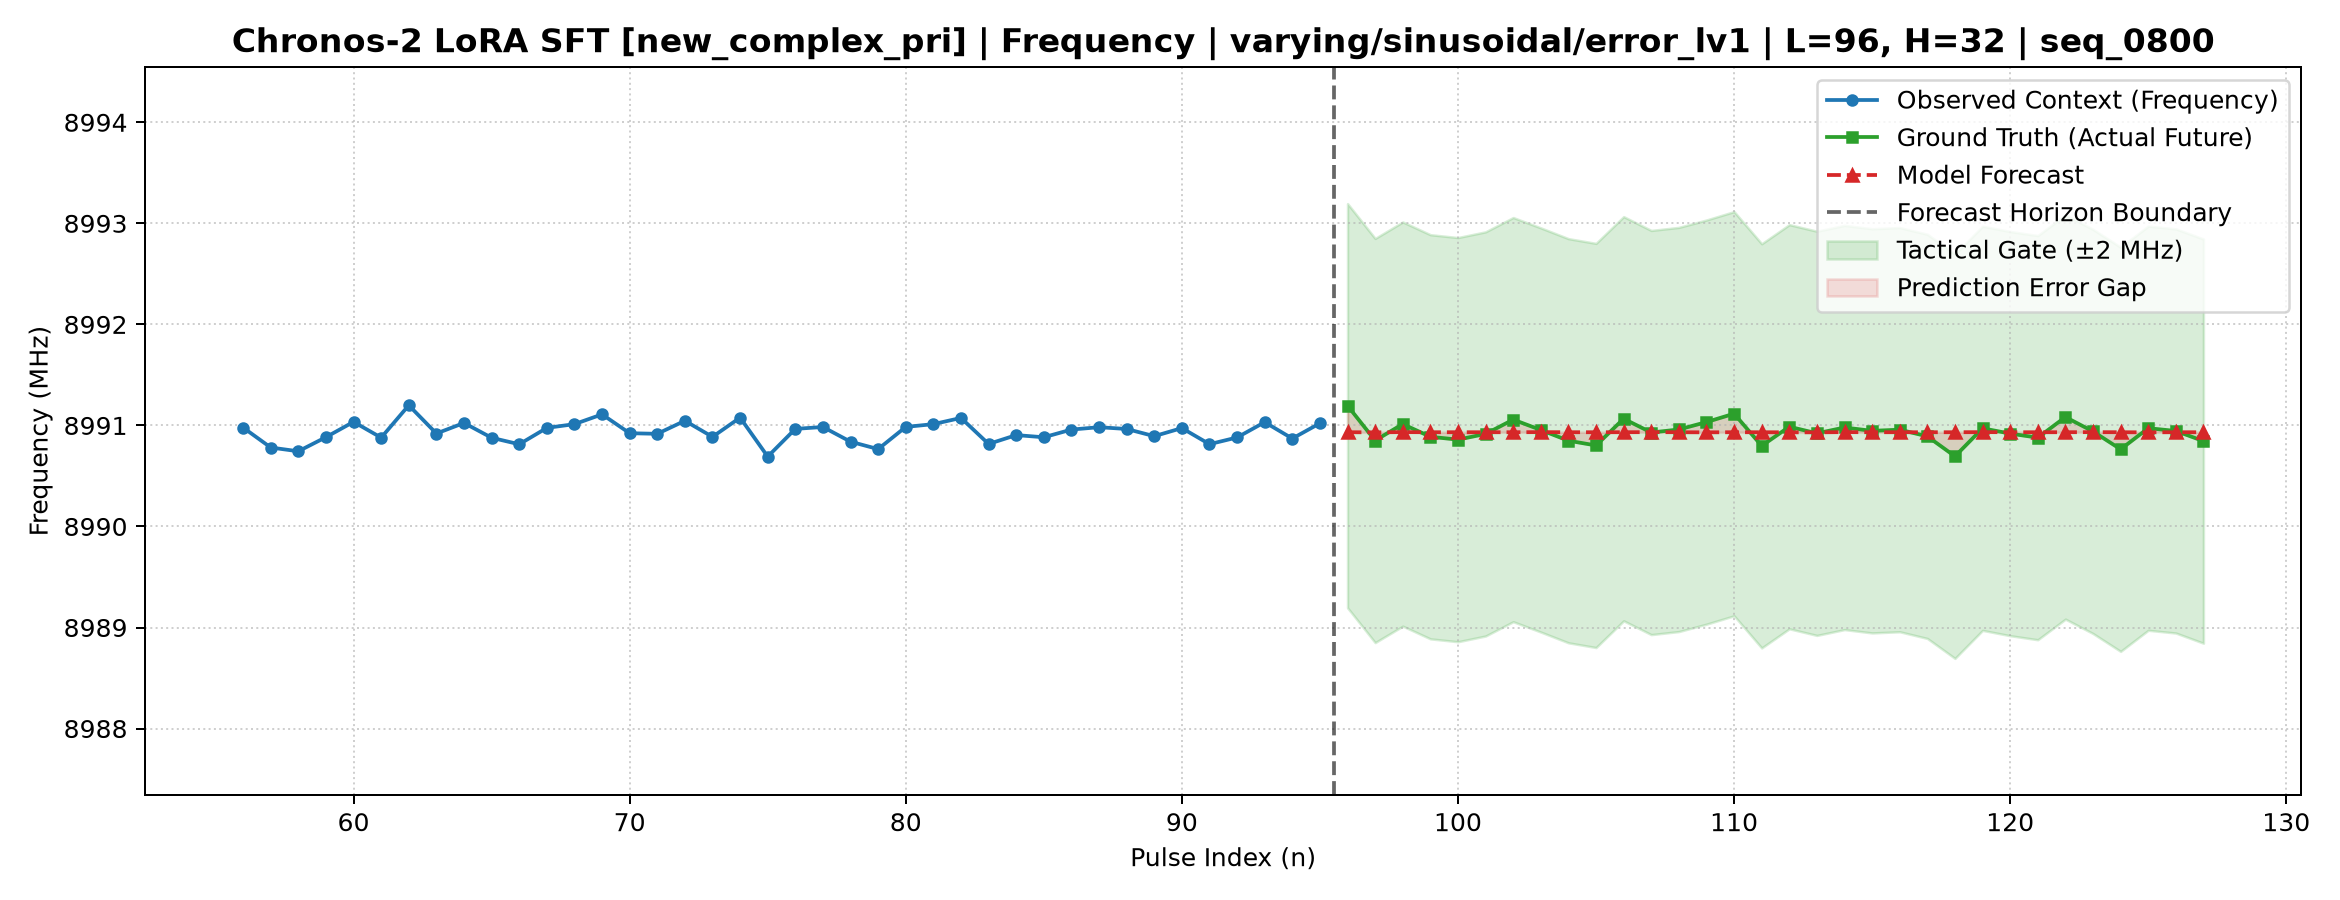 Chronos-2 LoRA SFT [new_complex_pri] | Frequency | varying/sinusoidal/error_lv1 | L=96, H=32 | seq_0800
Observed Context (Frequency)
Ground Truth (Actual Future)
Model Forecast
Forecast Horizon Boundary
Tactical Gate (±2 MHz)
Prediction Error Gap
Frequency (MHz)
8994
8993
8992
8991
8990
8989
8988
60 70 80 90 100 110 120 130
Pulse Index (n)